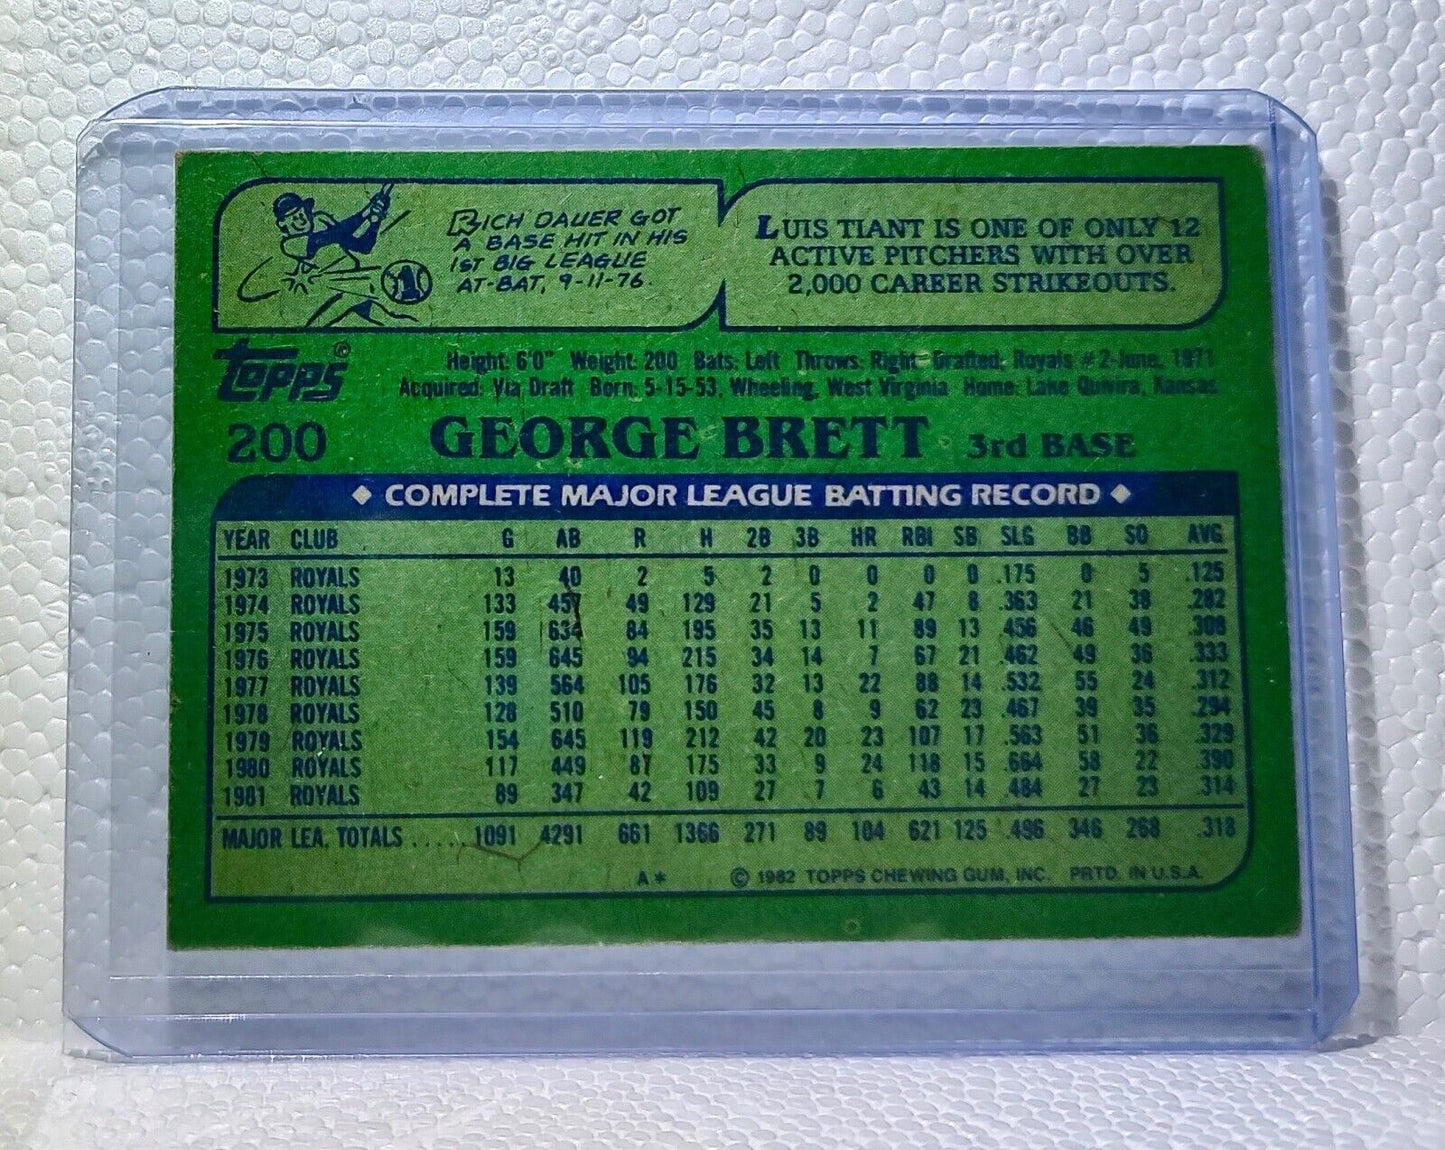 RICH DAUER GOT
A BASE HIT IN HIS
1ST BIG LEAGUE
AT-BAT, 9-11-76.
LUIS TIANT IS ONE OF ONLY 12
ACTIVE PITCHERS WITH OVER
2,000 CAREER STRIKEOUTS.
topps ©
Height: 6'0" Weight: 200 Bats: Left Throws: Right Drafted: Royals #2-June, 1971
Acquired: Via Draft Born: 5-15-53, Wheeling, West Virginia Home: Lake Quivira, Kansas
200 GEORGE BRETT 3rd BASE
COMPLETE MAJOR LEAGUE BATTING RECORD
YEAR CLUB G AB R H 2B 3B HR RBI SB SLG BB SO AVG
1973 ROYALS 13 40 2 5 2 0 0 0 0 .175 0 5 .125
1974 ROYALS 133 457 49 129 21 5 2 47 8 .363 21 38 .282
1975 ROYALS 159 634 84 195 35 13 11 89 13 .456 46 49 .308
1976 ROYALS 159 645 94 215 34 14 7 67 21 .462 49 36 .333
1977 ROYALS 139 564 105 176 32 13 22 88 14 .532 55 24 .312
1978 ROYALS 128 510 79 150 45 8 9 62 23 .467 39 35 .294
1979 ROYALS 154 645 119 212 42 20 23 107 17 .563 51 36 .329
1980 ROYALS 117 449 87 175 33 9 24 118 15 .664 58 22 .390
1981 ROYALS 89 347 42 109 27 7 6 43 14 .484 27 23 .314
MAJOR LEA. TOTALS ..... 1091 4291 661 1366 271 89 104 621 125 .496 346 268 .318
A* © 1982 TOPPS CHEWING GUM, INC. PRTD. IN U.S.A.